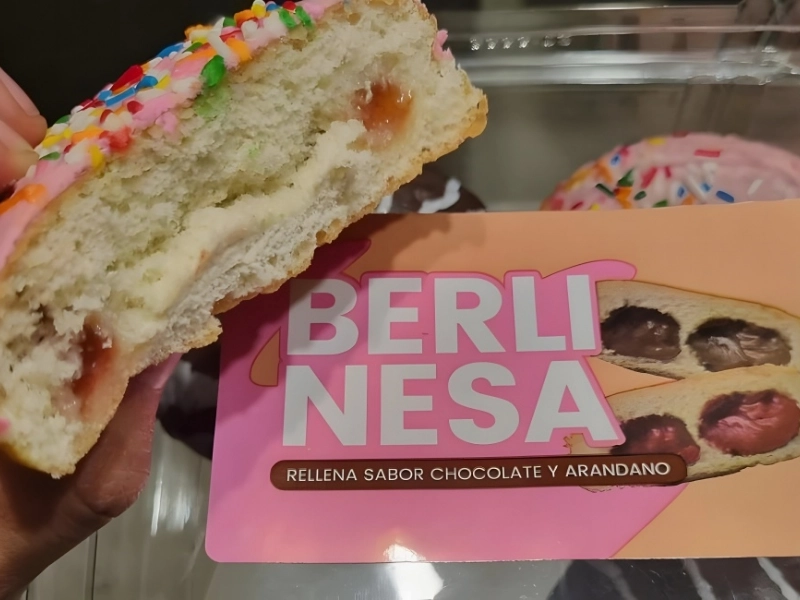 BERLI
NESA
RELLENA SABOR CHOCOLATE Y ARANDANO